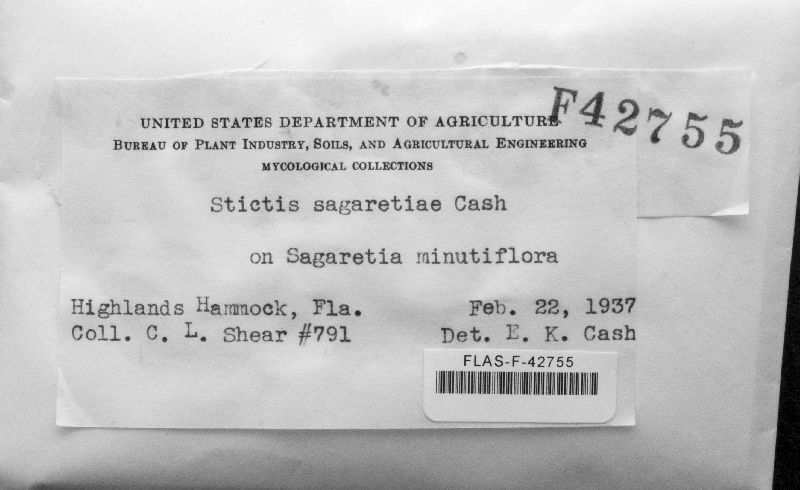 F42755
UNITED STATES DEPARTMENT OF AGRICULTURE
BUREAU OF PLANT INDUSTRY, SOILS, AND AGRICULTURAL ENGINEERING
MYCOLOGICAL COLLECTIONS
Stictis sagaretiae Cash
on Sagaretia minutiflora
Highlands Hammock, Fla. Feb. 22, 1937
Coll. C. L. Shear #791 Det. E. K. Cash
FLAS-F-42755